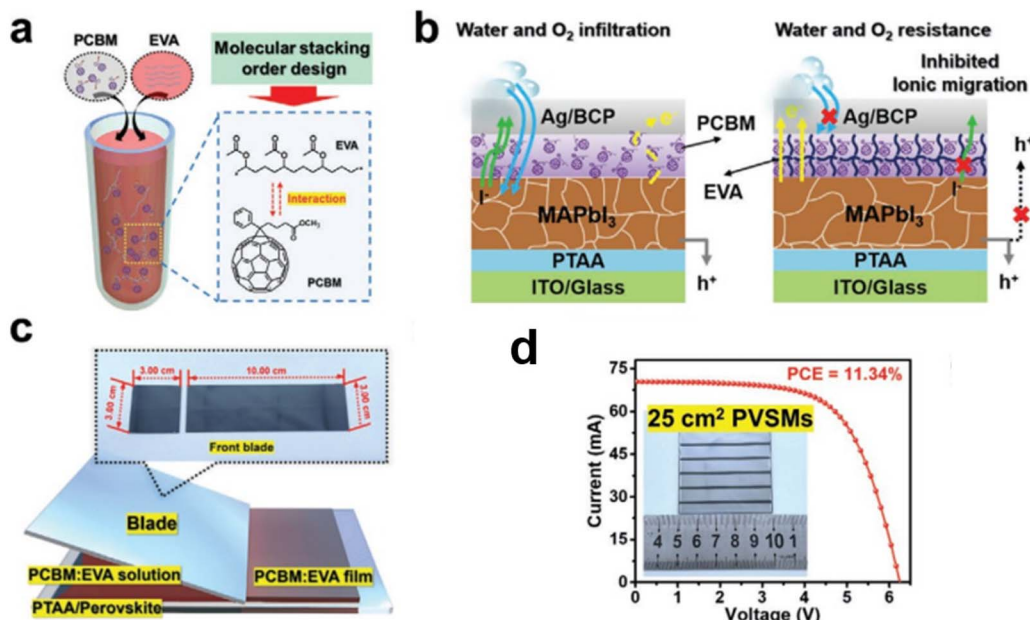 a
PCBM
EVA
Molecular stacking
order design
EVA
Interaction
OCH₃
PCBM
b
Water and O₂ infiltration
Ag/BCP
I⁻
MAPbI₃
PTAA
ITO/Glass
h⁺
PCBM
EVA
Water and O₂ resistance
Inhibited
Ionic migration
Ag/BCP
I⁻
MAPbI₃
PTAA
ITO/Glass
h⁺
h⁺
c
3.00 cm
10.00 cm
3.00 cm
3.00 cm
Front blade
Blade
PCBM:EVA solution
PCBM:EVA film
PTAA/Perovskite
d
PCE = 11.34%
25 cm² PVSMs
4 5 6 7 8 9 10 1
Current (mA)
75
60
45
30
15
0
0 1 2 3 4 5 6
Voltage (V)